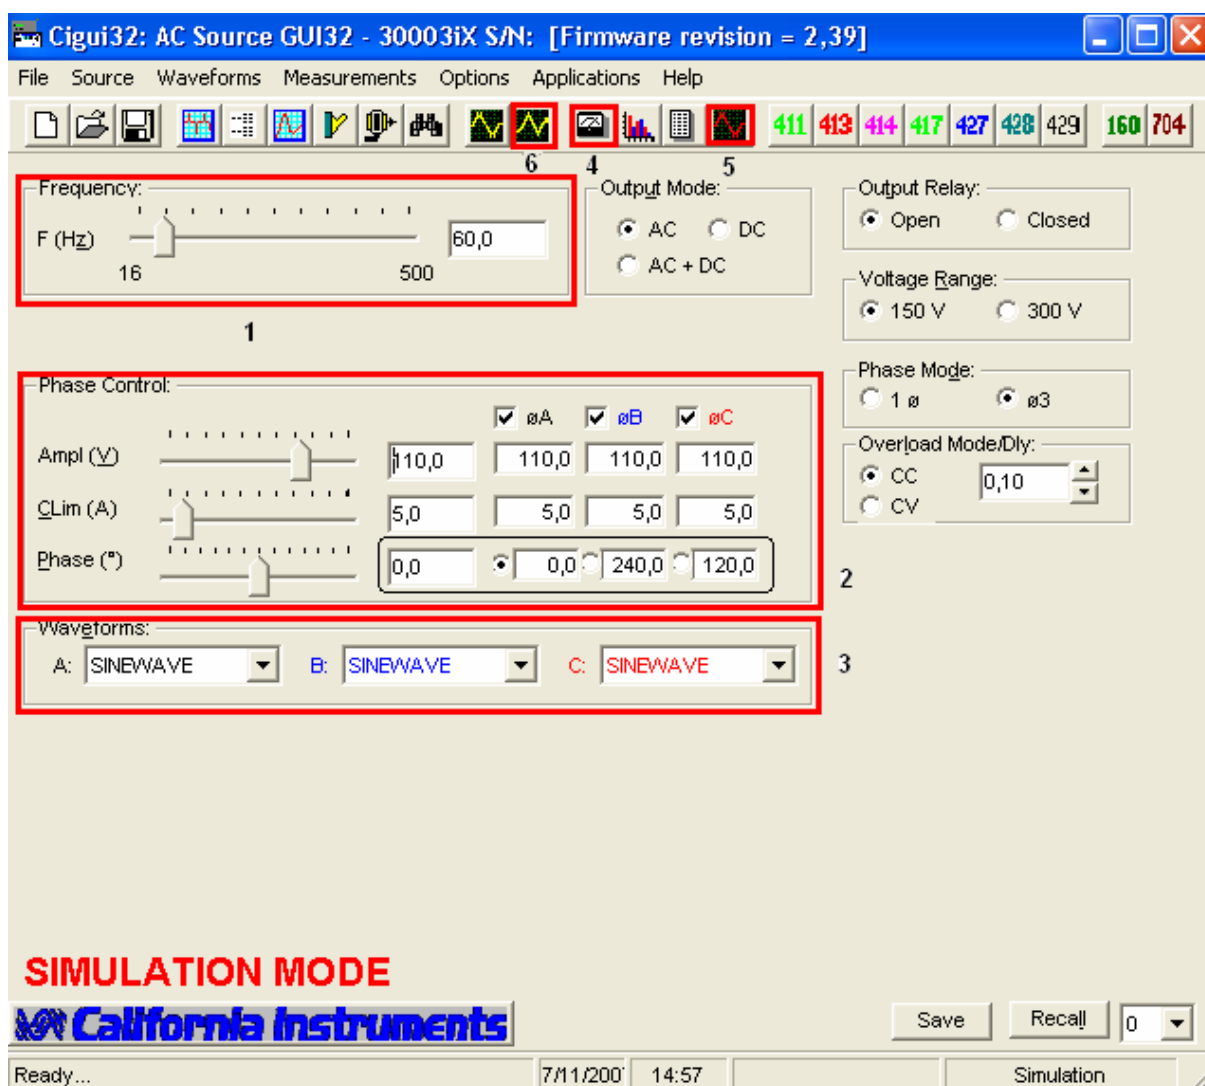 Cigui32: AC Source GUI32 - 30003iX S/N: [Firmware revision = 2,39]
File Source Waveforms Measurements Options Applications Help
411 413 414 417 427 428 429 160 704
6 4 5
Frequency:
F (Hz)
60,0
16 500
1
Output Mode:
AC DC
AC + DC
Output Relay:
Open Closed
Voltage Range:
150 V 300 V
Phase Mode:
1 ø ø3
Overload Mode/Dly:
CC
0,10
CV
Phase Control:
øA øB øC
Ampl (V) 110,0 110,0 110,0 110,0
CLim (A) 5,0 5,0 5,0 5,0
Phase (°) 0,0 0,0 240,0 120,0
2
Waveforms:
A: SINEWAVE B: SINEWAVE C: SINEWAVE
3
SIMULATION MODE
California Instruments
Save Recall 0
Ready... 7/11/200 14:57 Simulation